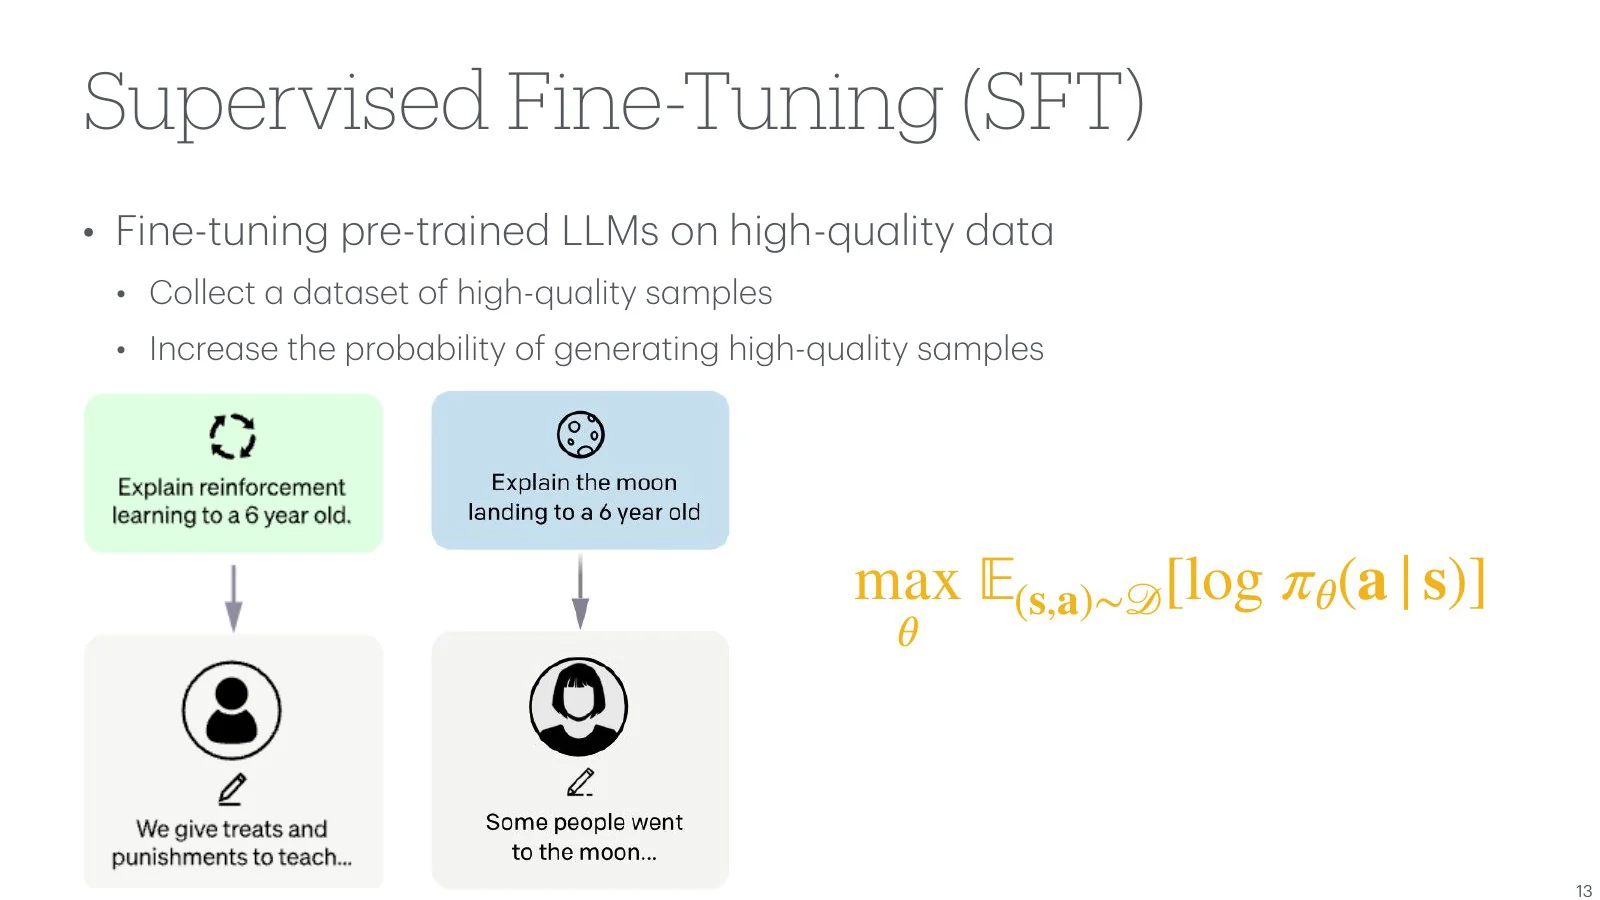 Supervised Fine-Tuning (SFT)
• Fine-tuning pre-trained LLMs on high-quality data
• Collect a dataset of high-quality samples
• Increase the probability of generating high-quality samples
Explain reinforcement
learning to a 6 year old.
We give treats and
punishments to teach...
Explain the moon
landing to a 6 year old
Some people went
to the moon...
max_θ 𝔼_(s,a)∼𝒟[log π_θ(a | s)]
13